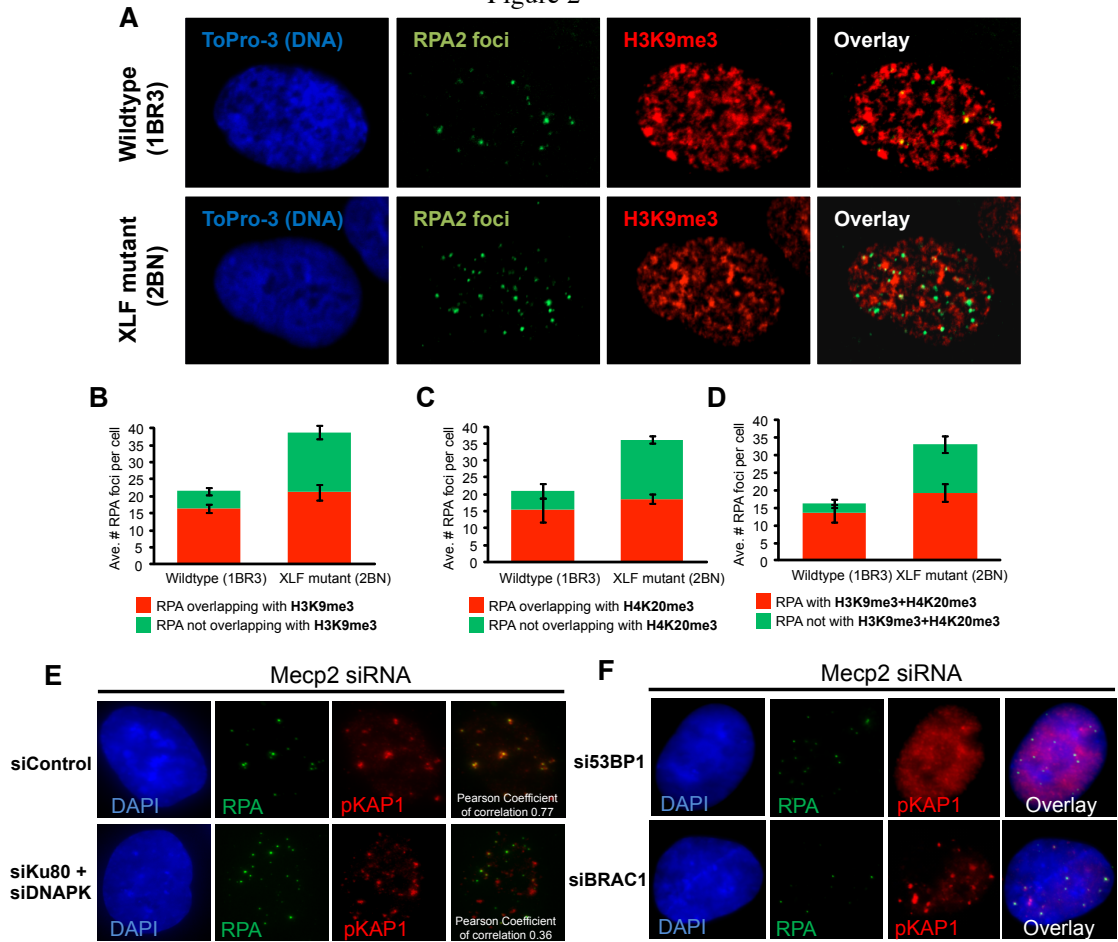 Figure 2
A
Wildtype
(1BR3)
ToPro-3 (DNA)
RPA2 foci
H3K9me3
Overlay
XLF mutant
(2BN)
ToPro-3 (DNA)
RPA2 foci
H3K9me3
Overlay
B
Ave. # RPA foci per cell
40
35
30
25
20
15
10
5
0
Wildtype (1BR3)
XLF mutant (2BN)
RPA overlapping with H3K9me3
RPA not overlapping with H3K9me3
C
Ave. # RPA foci per cell
40
35
30
25
20
15
10
5
0
Wildtype (1BR3)
XLF mutant (2BN)
RPA overlapping with H4K20me3
RPA not overlapping with H4K20me3
D
Ave. # RPA foci per cell
40
35
30
25
20
15
10
5
0
Wildtype (1BR3)
XLF mutant (2BN)
RPA with H3K9me3+H4K20me3
RPA not with H3K9me3+H4K20me3
E
Mecp2 siRNA
siControl
DAPI
RPA
pKAP1
Pearson Coefficient
of correlation 0.77
siKu80 +
siDNAPK
DAPI
RPA
pKAP1
Pearson Coefficient
of correlation 0.36
F
Mecp2 siRNA
si53BP1
DAPI
RPA
pKAP1
Overlay
siBRAC1
DAPI
RPA
pKAP1
Overlay